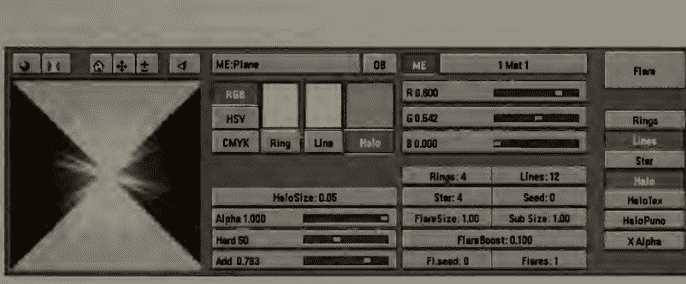 ME:Plane OB ME 1 Mat 1 Flare
RGB R 0.800
HSV G 0.542 Rings
CMYK Ring Line Halo B 0.000 Lines
Star
Rings: 4 Lines: 12 Halo
HaloSize: 0.05 Star: 4 Seed: 0 HaloTex
Alpha 1.000 FlareSize: 1.00 Sub Size: 1.00 HaloPuno
Hard 50 FlareBoost: 0.100 X Alpha
Add 0.763 Fl.seed: 0 Flares: 1